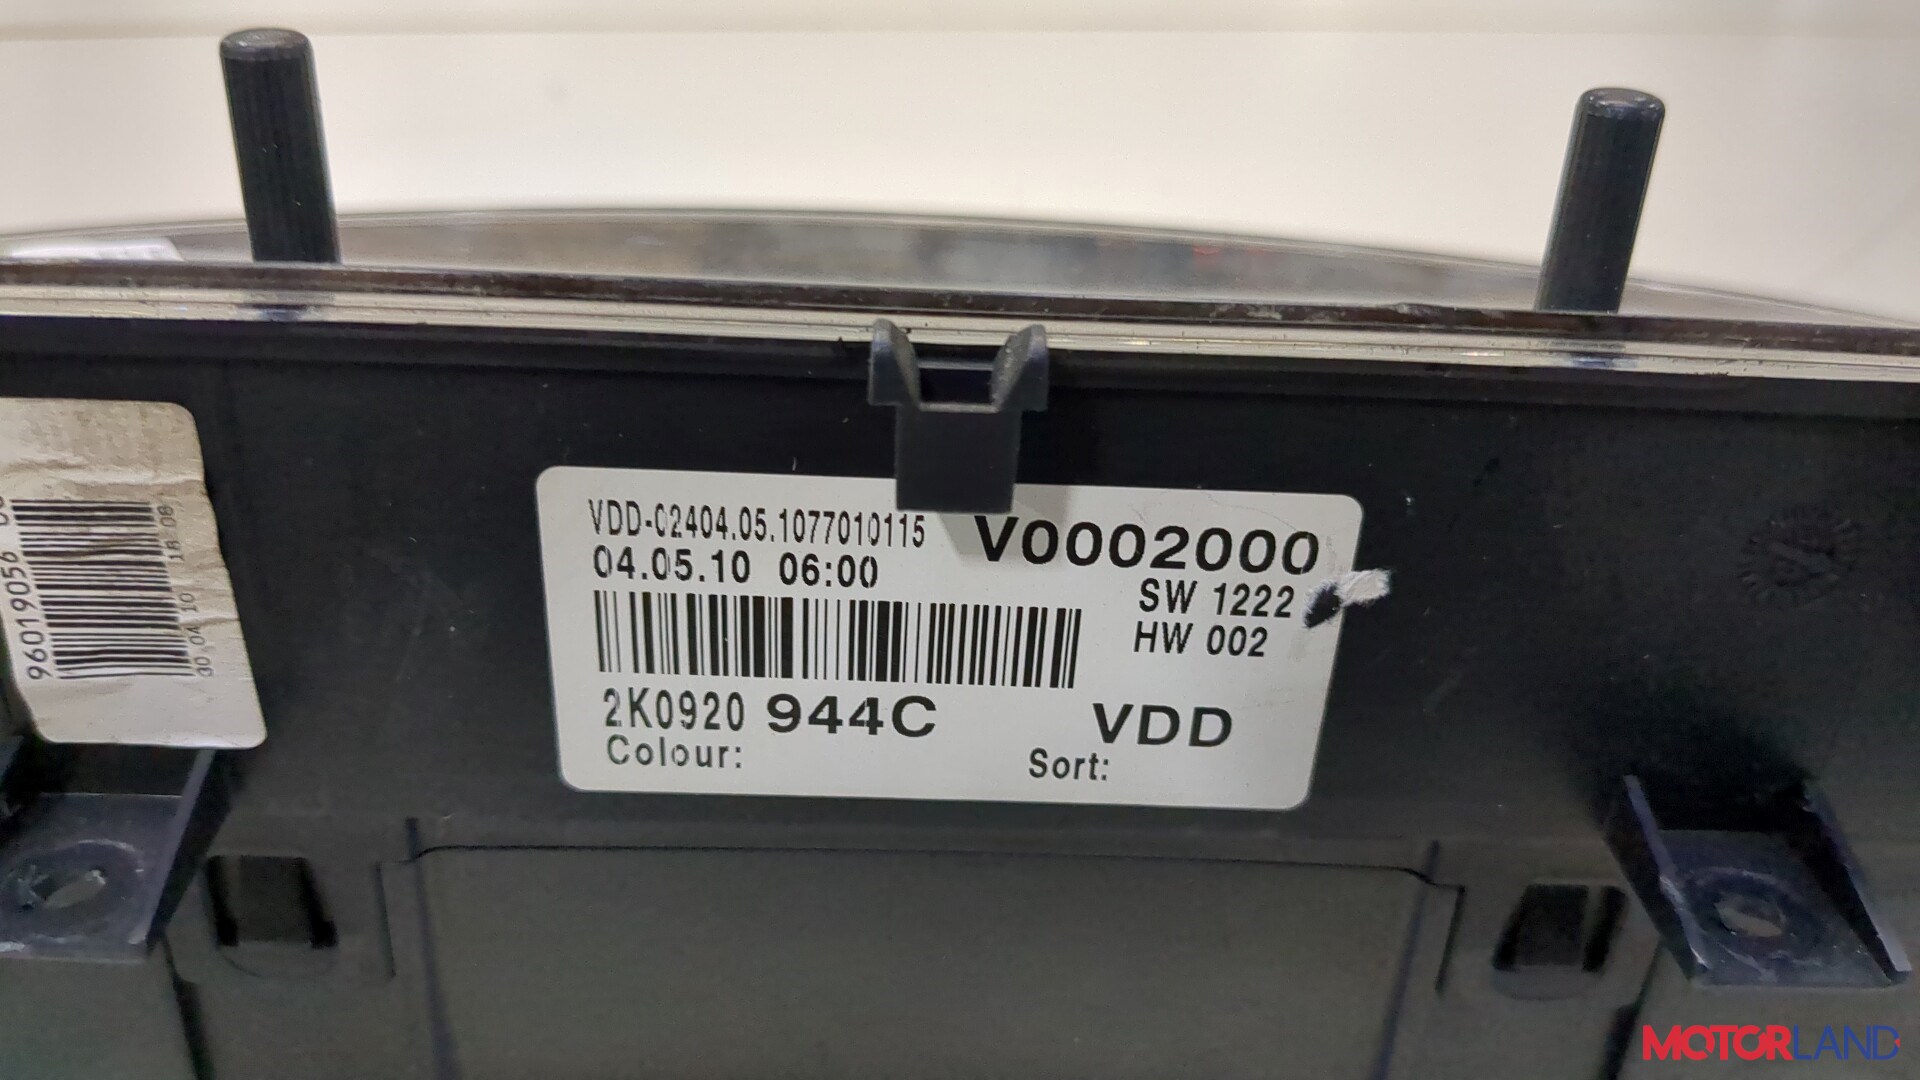 VDD-02404.05.1077010115
04.05.10 06:00
V0002000
SW 1222
HW 002
2K0920 944C
VDD
Colour:
Sort:
96019056
30 04 10
18:08
MOTORLAND